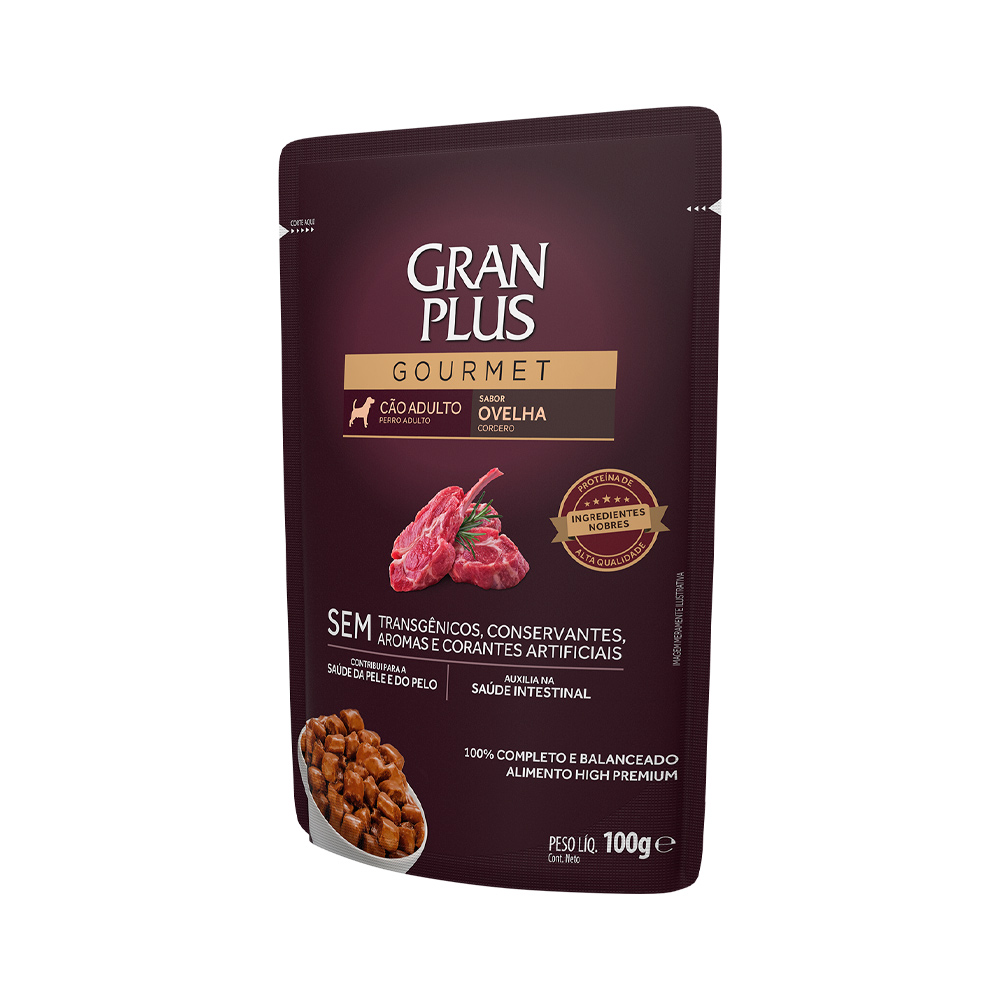 CORTE AQUI
GRAN
PLUS
GOURMET
CÃO ADULTO
PERRO ADULTO
SABOR
OVELHA
CORDERO
PROTEÍNA DE
INGREDIENTES
NOBRES
ALTA QUALIDADE
SEM TRANSGÊNICOS, CONSERVANTES,
AROMAS E CORANTES ARTIFICIAIS
CONTRIBUI PARA A
SAÚDE DA PELE E DO PELO
AUXILIA NA
SAÚDE INTESTINAL
IMAGEM MERAMENTE ILUSTRATIVA
100% COMPLETO E BALANCEADO
ALIMENTO HIGH PREMIUM
PESO LÍQ. 100g ℮
Cont. Neto